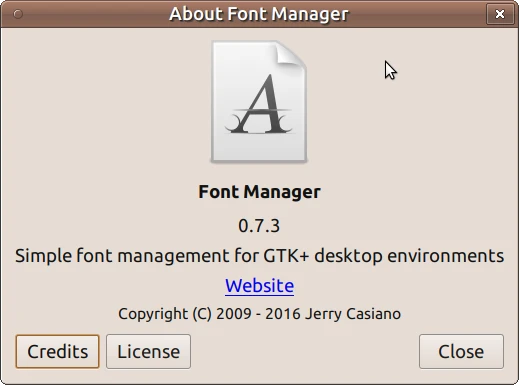 About Font Manager
A
Font Manager
0.7.3
Simple font management for GTK+ desktop environments
Website
Copyright (C) 2009 - 2016 Jerry Casiano
Credits License Close